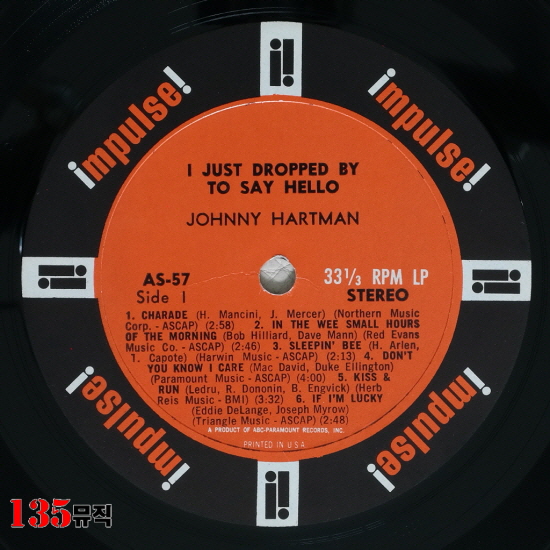 impulse!
impulse!
I JUST DROPPED BY
TO SAY HELLO
JOHNNY HARTMAN
AS-57
Side I
33 1/3 RPM LP
STEREO
1. CHARADE (H. Mancini, J. Mercer) (Northern Music
Corp. - ASCAP) (2:58) 2. IN THE WEE SMALL HOURS
OF THE MORNING (Bob Hilliard, Dave Mann) (Red Evans
Music Co. - ASCAP) (2:46) 3. SLEEPIN' BEE (H. Arlen,
T. Capote) (Harwin Music - ASCAP) (2:13) 4. DON'T
YOU KNOW I CARE (Mac David, Duke Ellington)
(Paramount Music - ASCAP) (4:00) 5. KISS &
RUN (Ledru, R. Dononin, B. Engvick) (Herb
Reis Music - BMI) (3:32) 6. IF I'M LUCKY
(Eddie DeLange, Joseph Myrow)
(Triangle Music - ASCAP) (2:48)
A PRODUCT OF ABC-PARAMOUNT RECORDS, INC.
PRINTED IN U.S.A.
impulse!
impulse!
135뮤직